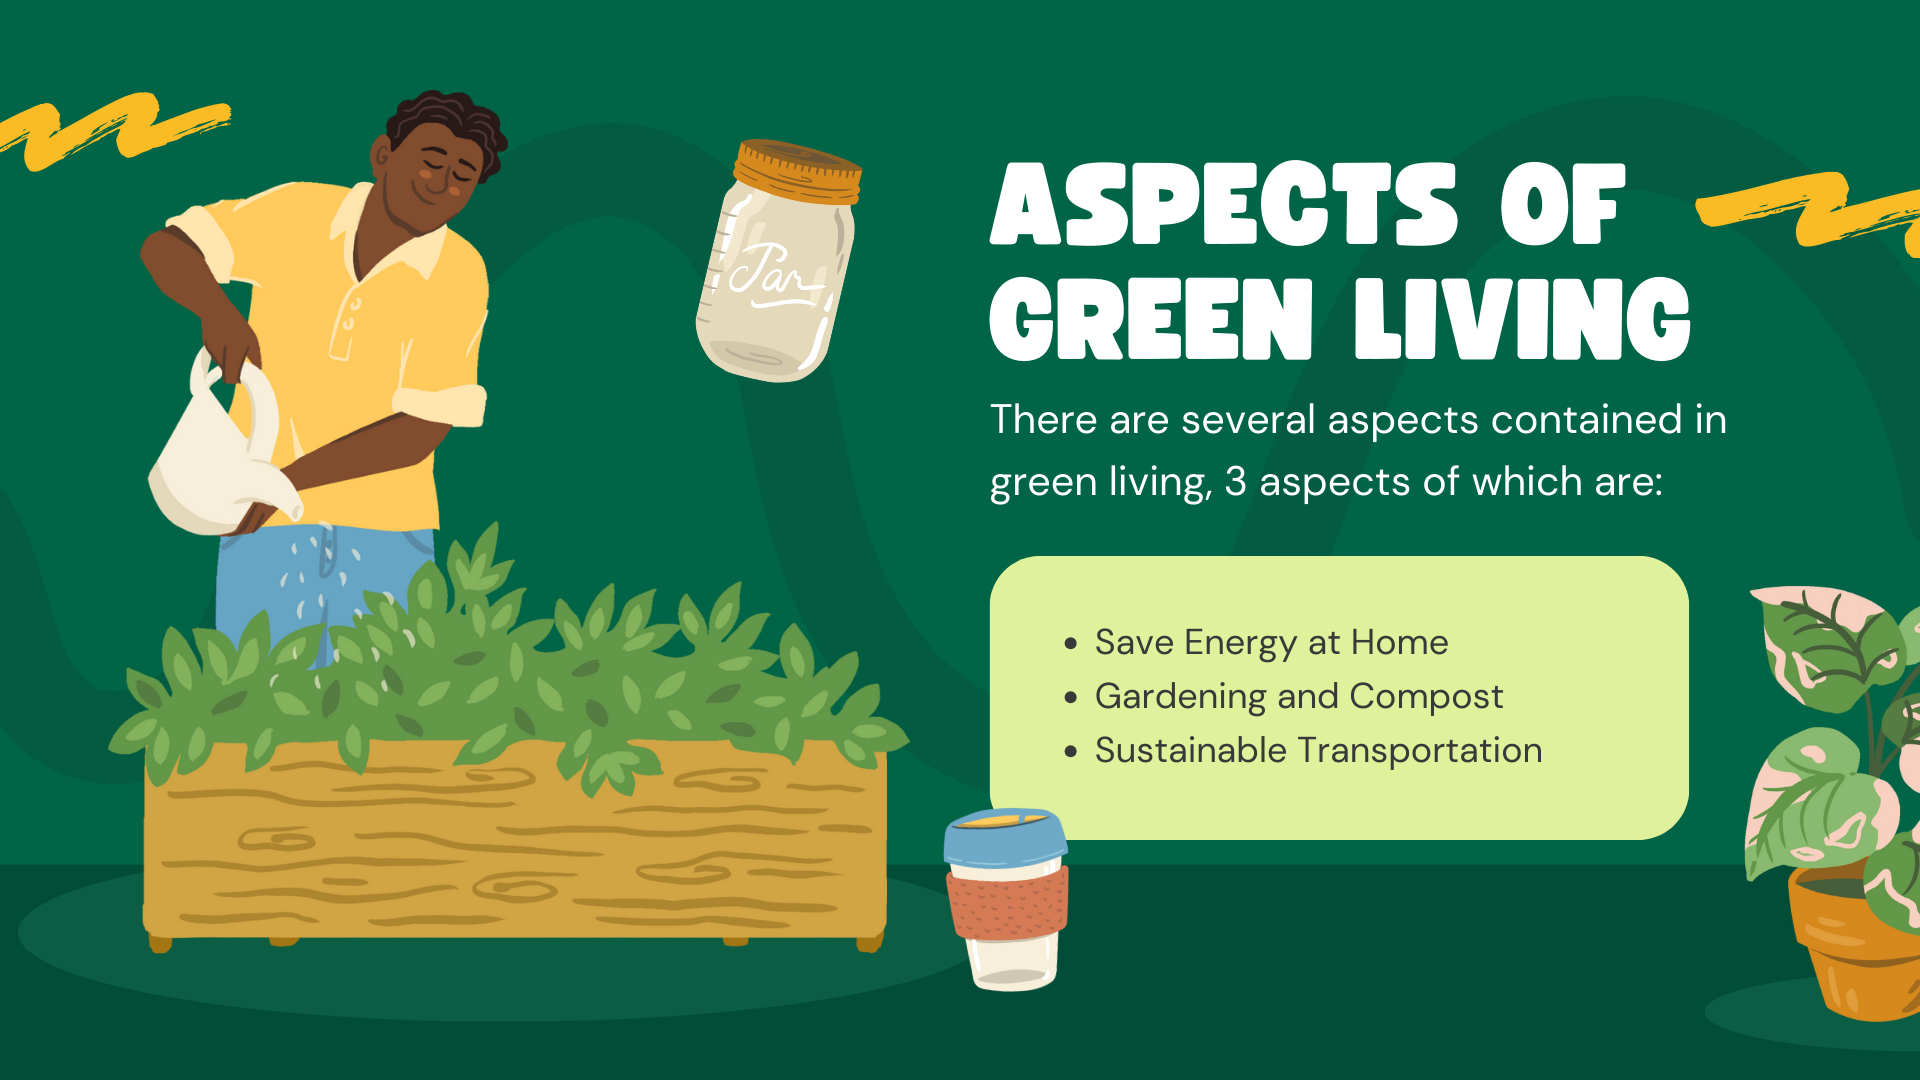 Jar
ASPECTS OF
GREEN LIVING
There are several aspects contained in
green living, 3 aspects of which are:
• Save Energy at Home
• Gardening and Compost
• Sustainable Transportation